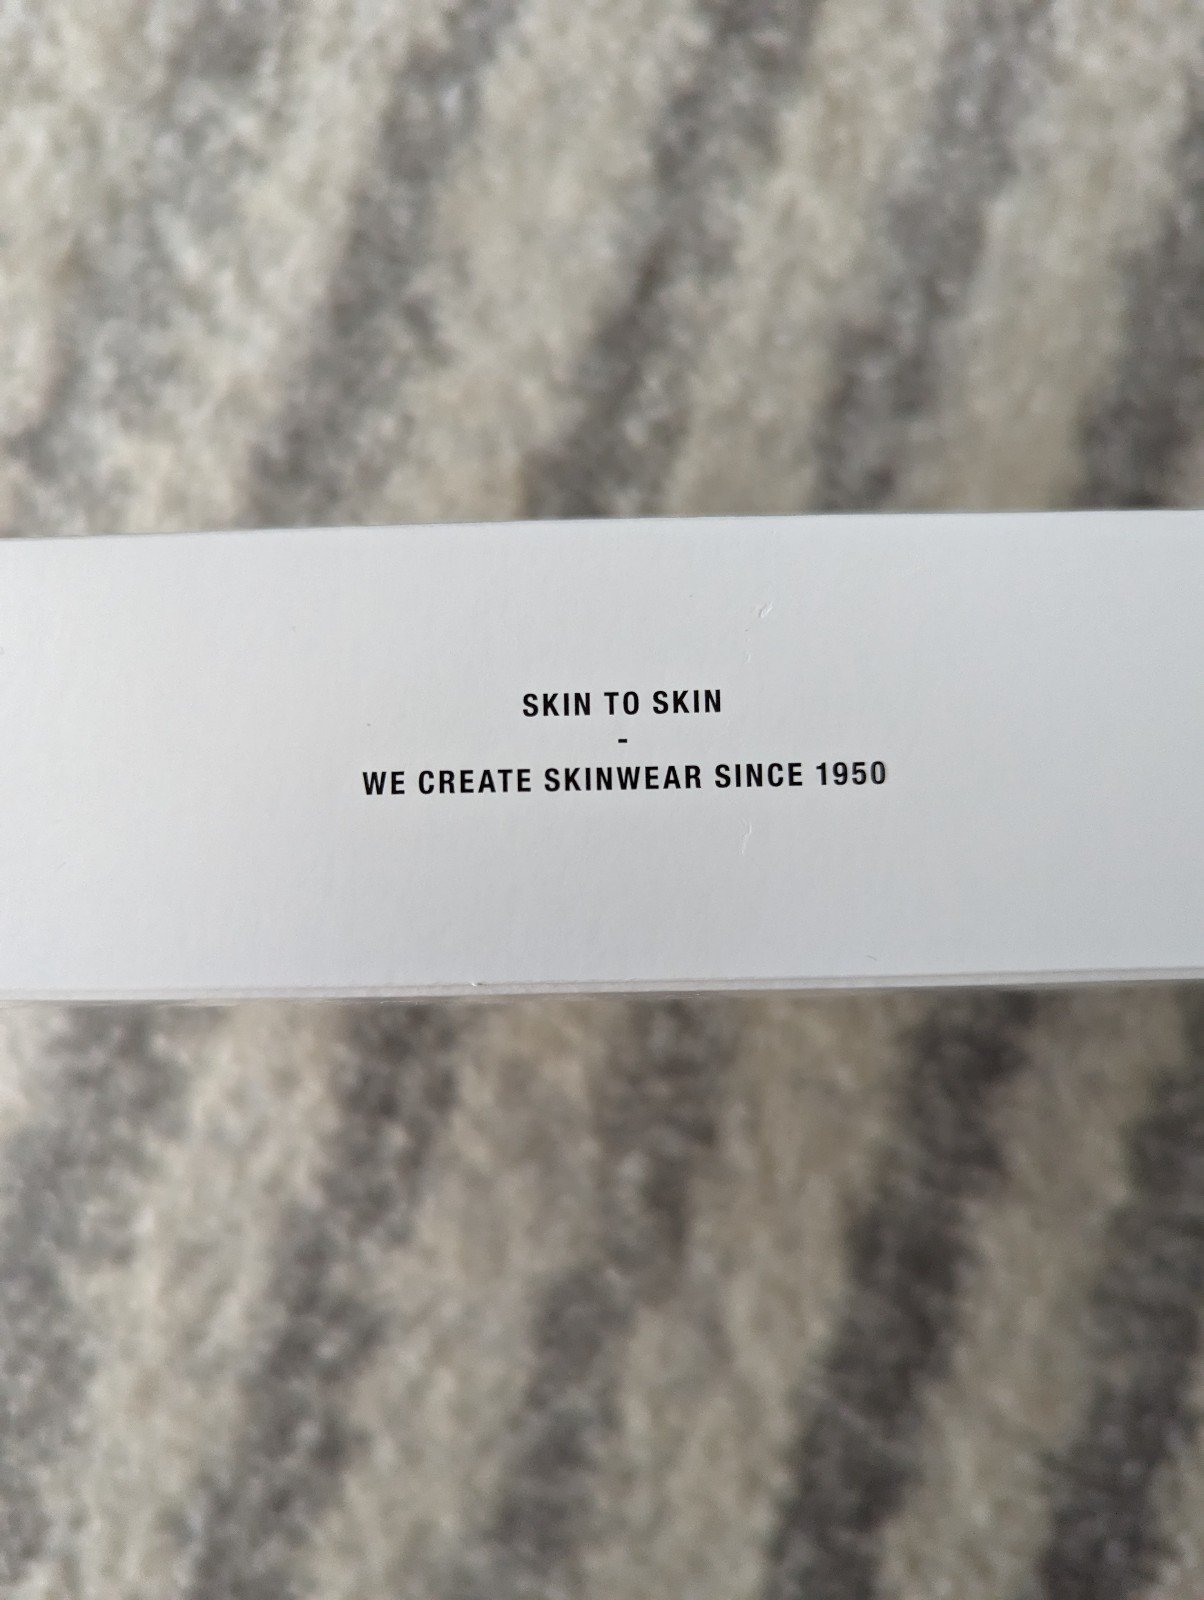 SKIN TO SKIN
-
WE CREATE SKINWEAR SINCE 1950